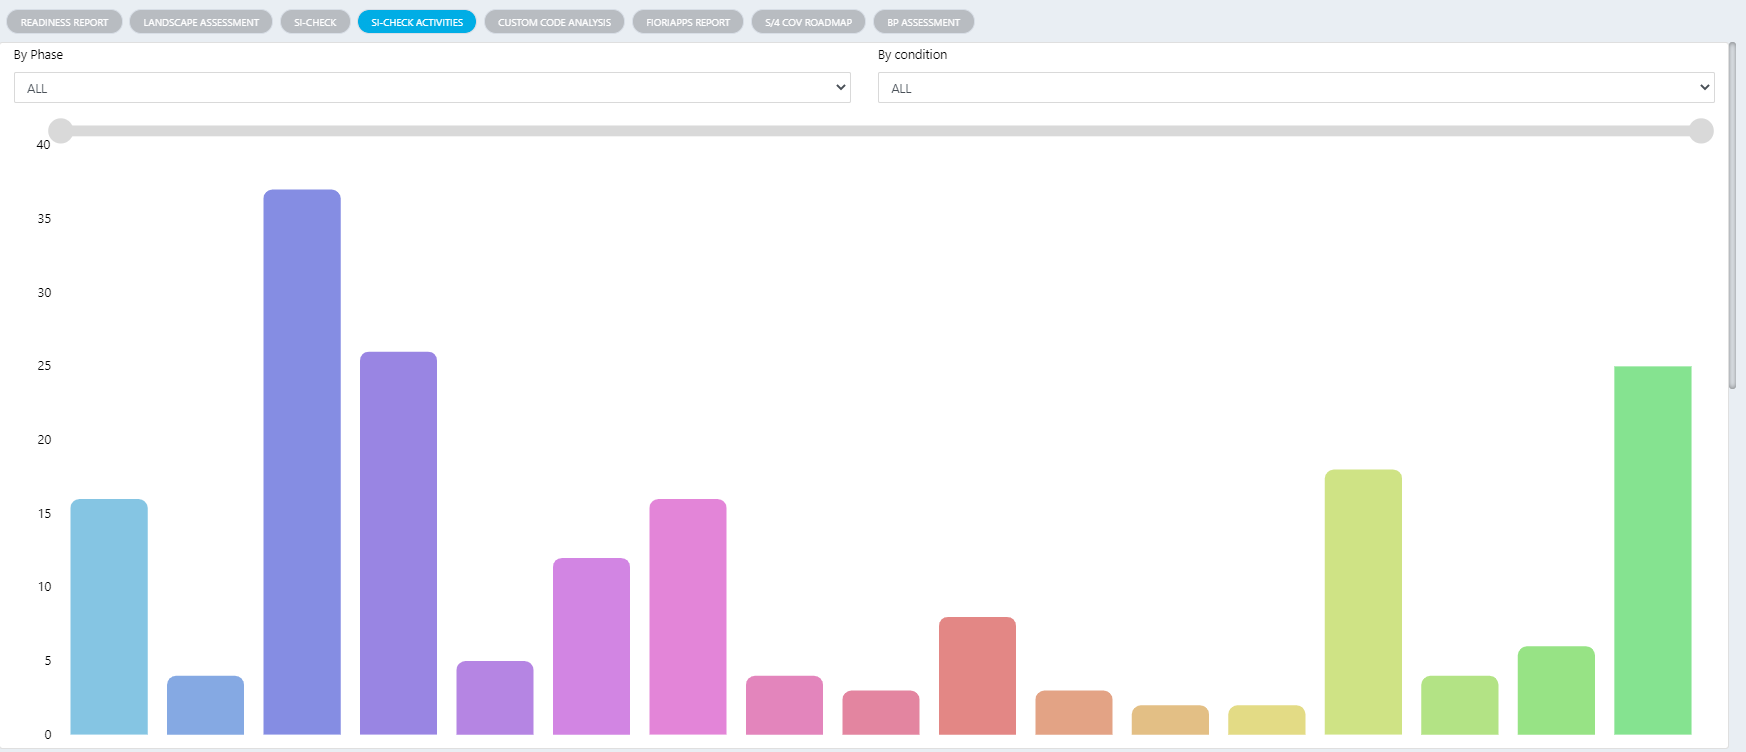 READINESS REPORT
LANDSCAPE ASSESSMENT
SI-CHECK
SI-CHECK ACTIVITIES
CUSTOM CODE ANALYSIS
FIORIAPPS REPORT
S/4 COV ROADMAP
BP ASSESSMENT
By Phase
By condition
ALL
ALL
40
35
30
25
20
15
10
5
0